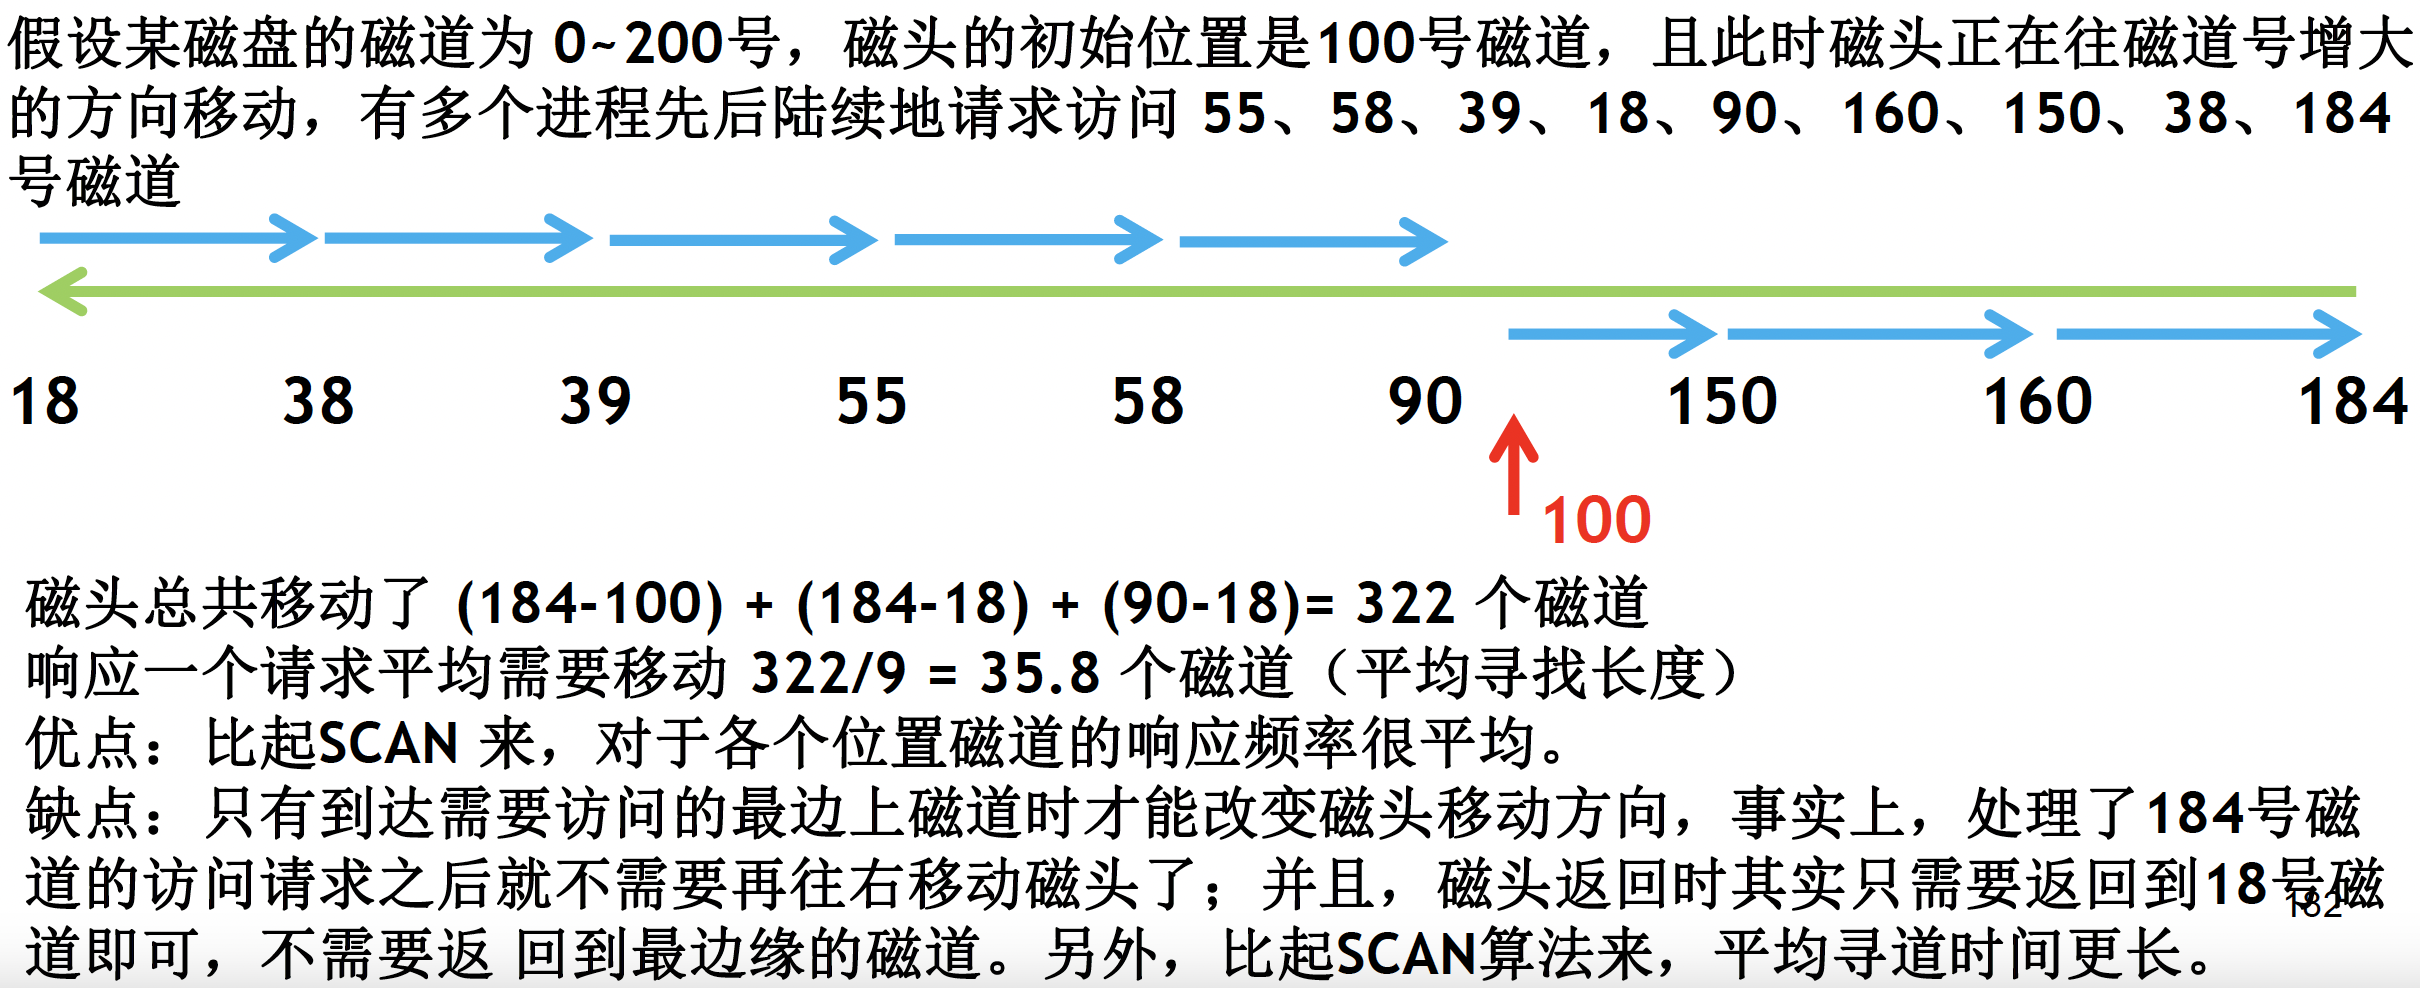 假设某磁盘的磁道为 0~200号，磁头的初始位置是100号磁道，且此时磁头正在往磁道号增大
的方向移动，有多个进程先后陆续地请求访问 55、58、39、18、90、160、150、38、184
号磁道
18 38 39 55 58 90 150 160 184
100
磁头总共移动了 (184-100) + (184-18) + (90-18)= 322 个磁道
响应一个请求平均需要移动 322/9 = 35.8 个磁道（平均寻找长度）
优点：比起SCAN 来，对于各个位置磁道的响应频率很平均。
缺点：只有到达需要访问的最边上磁道时才能改变磁头移动方向，事实上，处理了184号磁
道的访问请求之后就不需要再往右移动磁头了；并且，磁头返回时其实只需要返回到18号磁
182
道即可，不需要返 回到最边缘的磁道。另外，比起SCAN算法来，平均寻道时间更长。